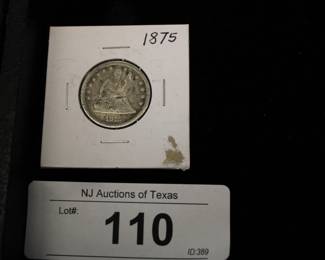 1875
NJ Auctions of Texas
Lot#:
110
ID:389